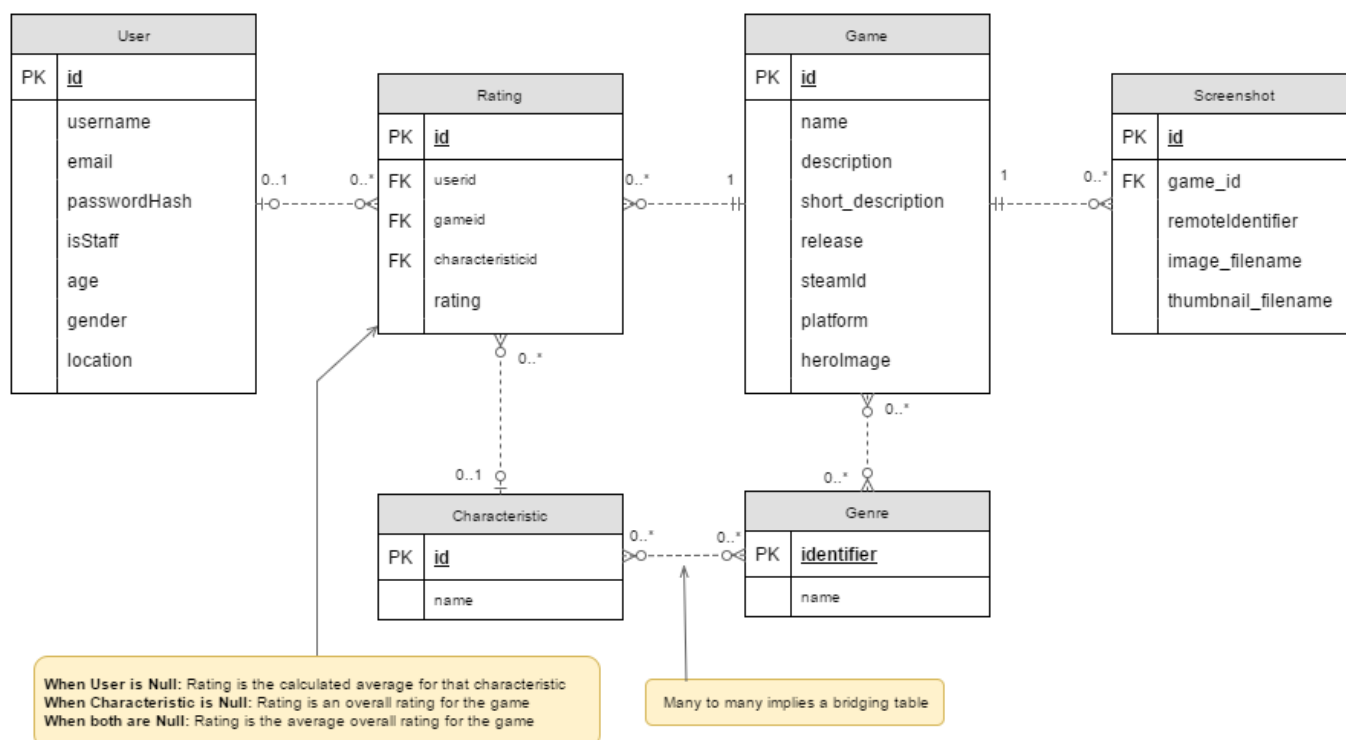 User
PK id
username
email
passwordHash
isStaff
age
gender
location
0..1
0..*
Rating
PK id
FK userid
FK gameid
FK characteristicid
rating
0..*
1
Game
PK id
name
description
short_description
release
steamId
platform
heroImage
1
0..*
Screenshot
PK id
FK game_id
remoteIdentifier
image_filename
thumbnail_filename
0..*
0..1
0..*
0..*
Characteristic
PK id
name
0..*
0..*
Genre
PK identifier
name
When User is Null: Rating is the calculated average for that characteristic
When Characteristic is Null: Rating is an overall rating for the game
When both are Null: Rating is the average overall rating for the game
Many to many implies a bridging table